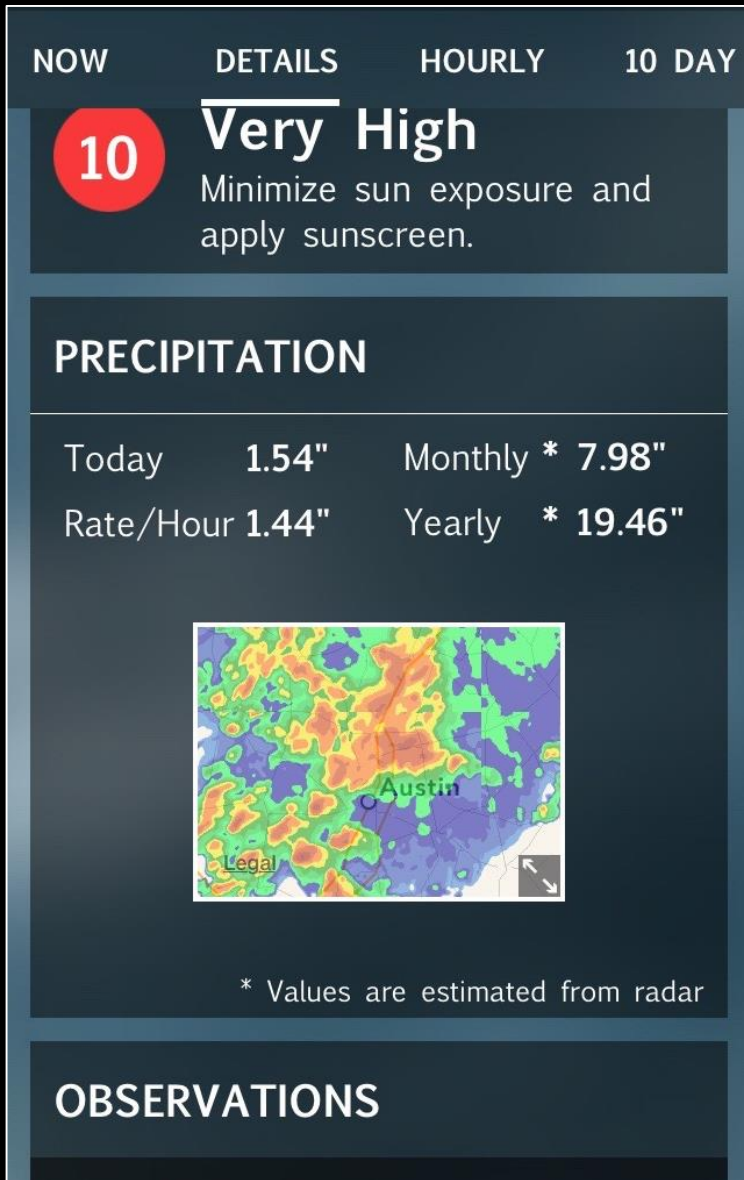 NOW DETAILS HOURLY 10 DAY
10
Very High
Minimize sun exposure and
apply sunscreen.
PRECIPITATION
Today 1.54" Monthly * 7.98"
Rate/Hour 1.44" Yearly * 19.46"
Austin
Legal
* Values are estimated from radar
OBSERVATIONS